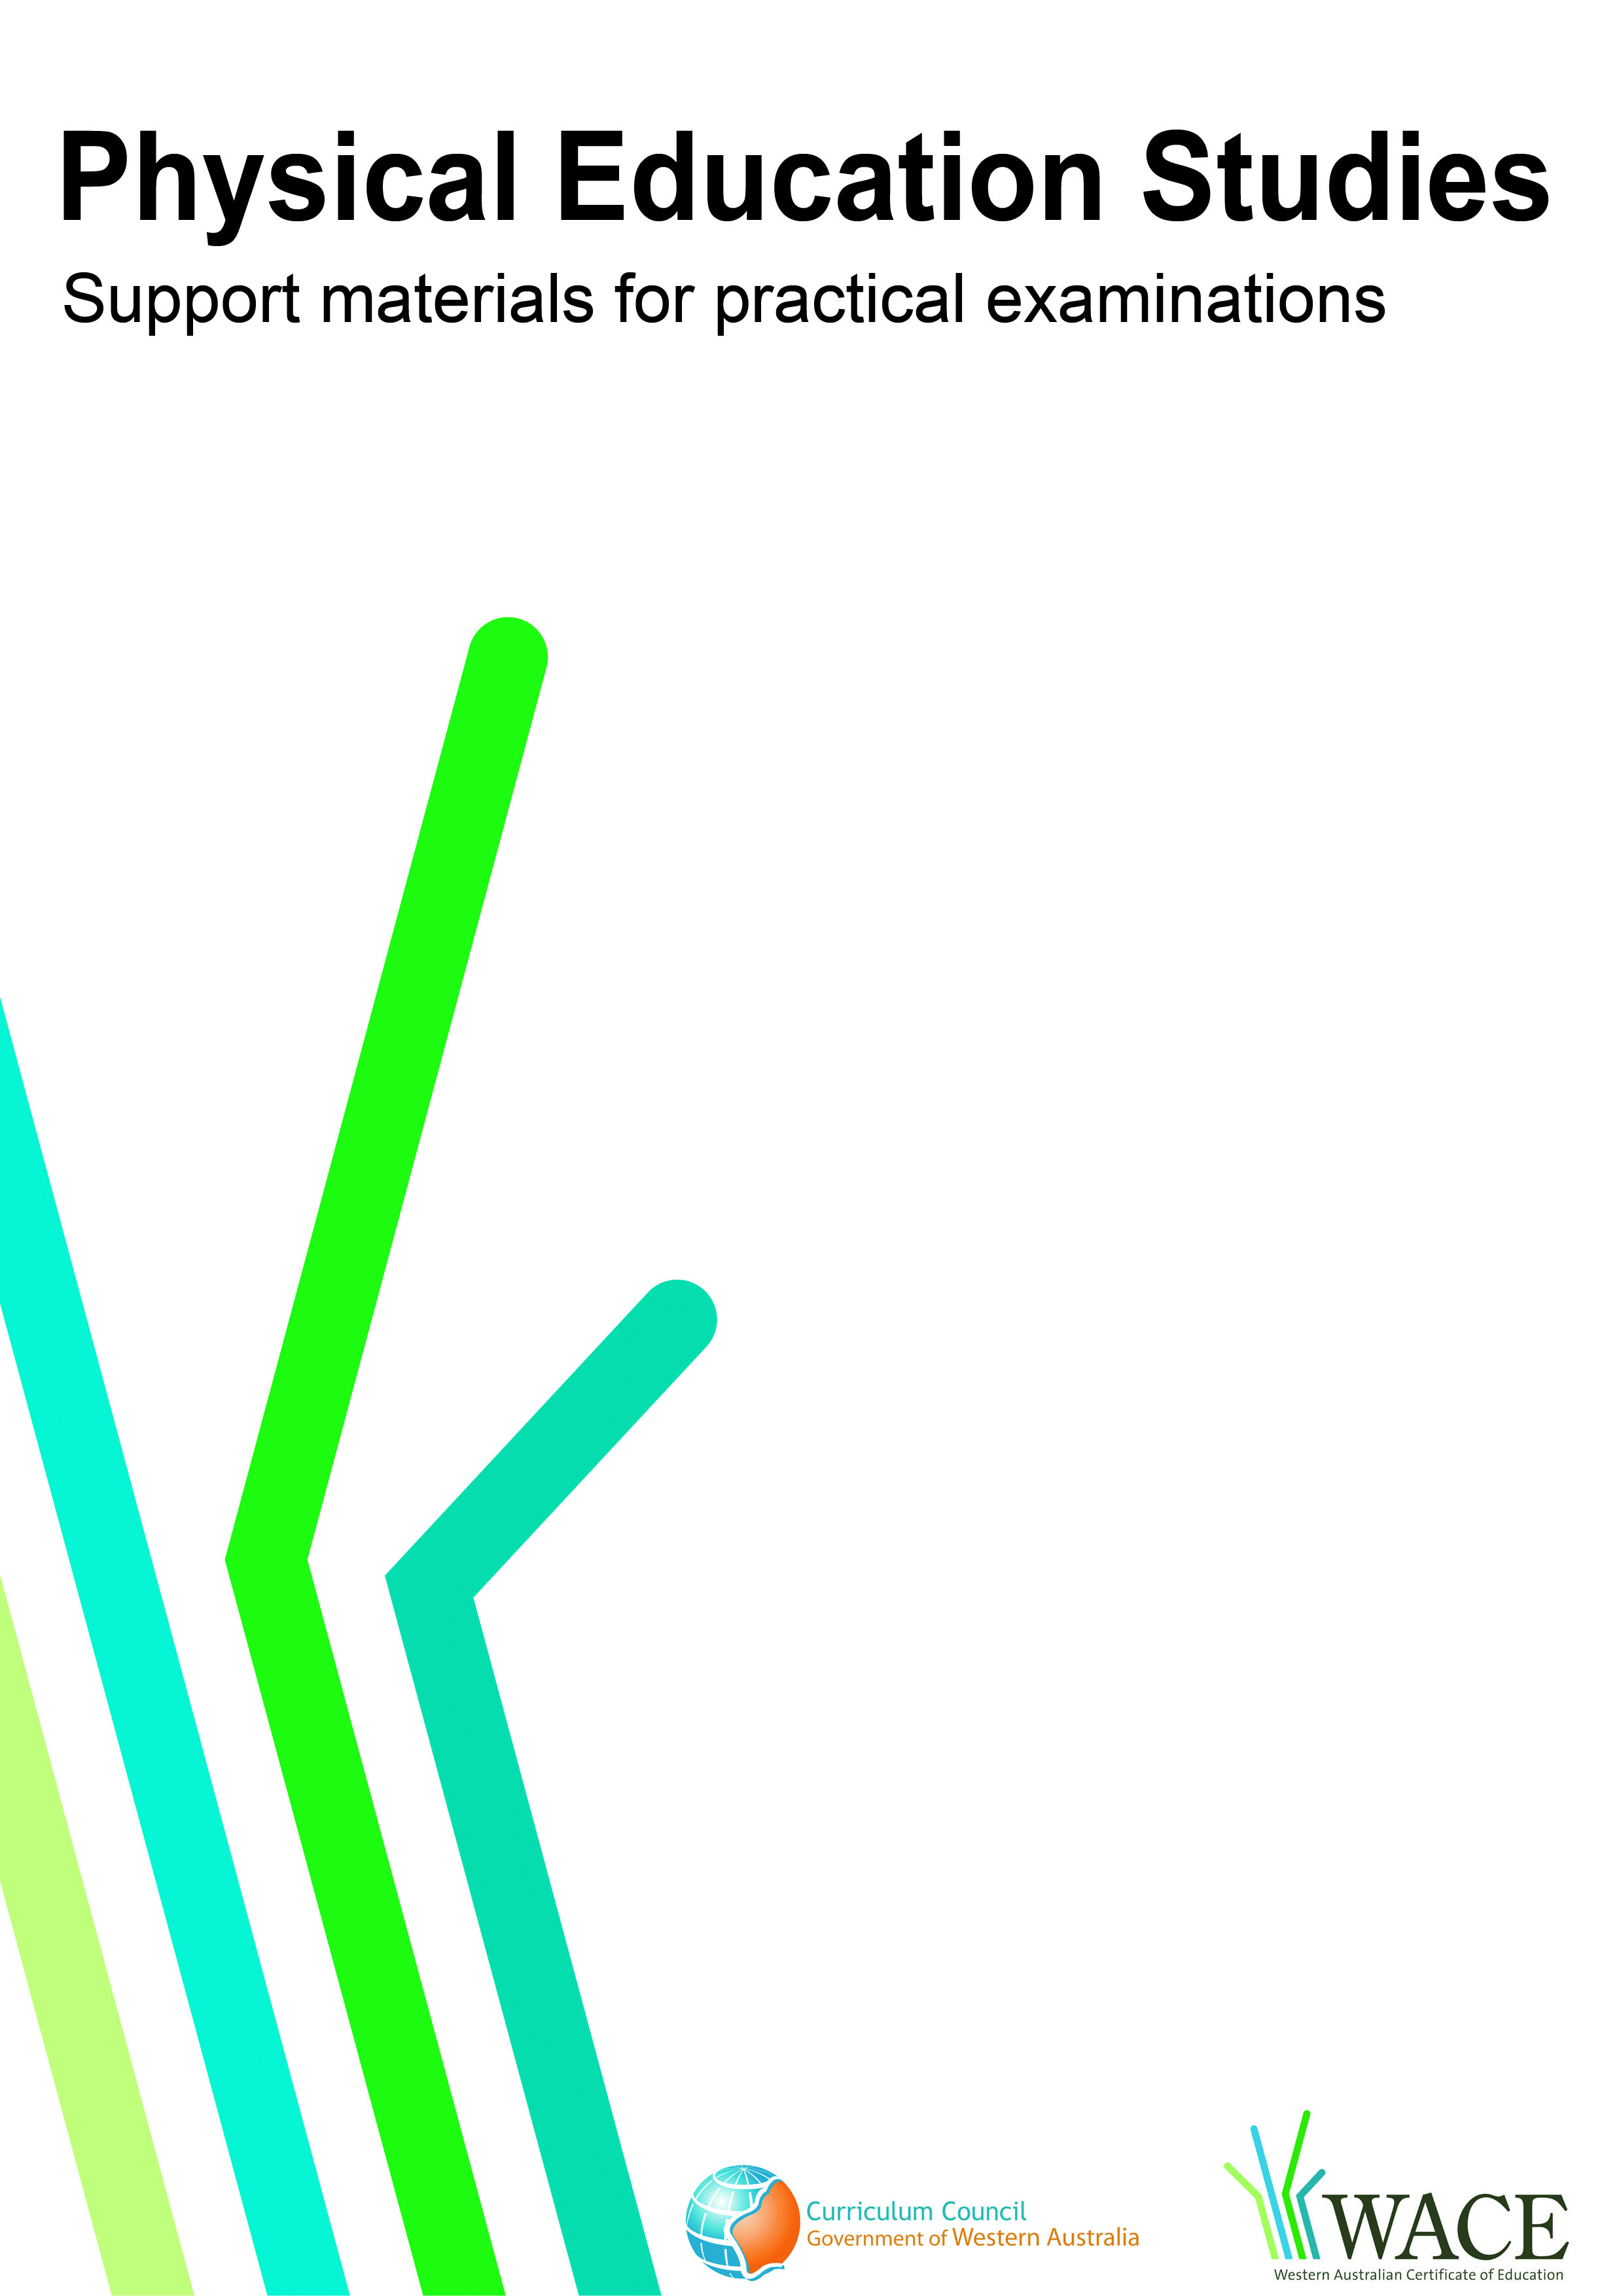 Physical Education Studies
Support materials for practical examinations
Curriculum Council
Government of Western Australia
WACE
Western Australian Certificate of Education